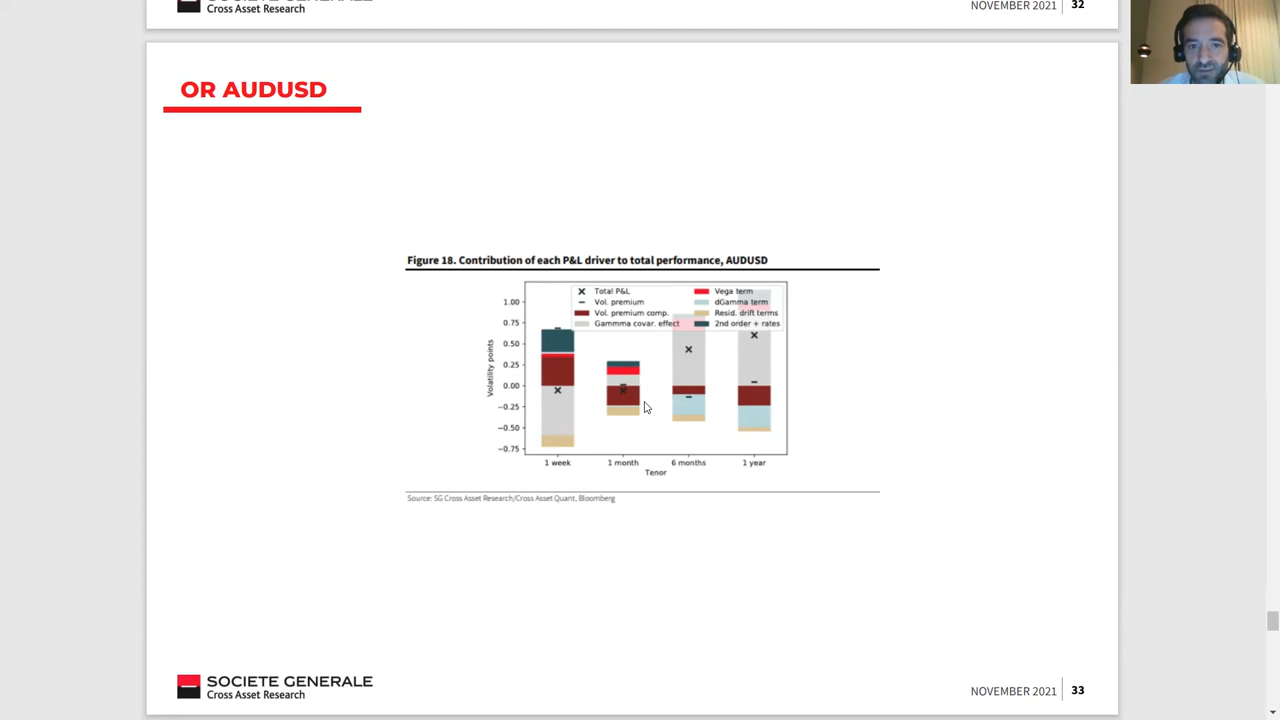 Cross Asset Research
NOVEMBER 2021 32
OR AUDUSD
Figure 18. Contribution of each P&L driver to total performance, AUDUSD
Total P&L
Vol. premium
Vol. premium comp.
Gammma covar. effect
Vega term
dGamma term
Resid. drift terms
2nd order + rates
1.00
0.75
0.50
0.25
0.00
−0.25
−0.50
−0.75
Volatility points
1 week 1 month 6 months 1 year
Tenor
Source: SG Cross Asset Research/Cross Asset Quant, Bloomberg
SOCIETE GENERALE
Cross Asset Research
NOVEMBER 2021 33